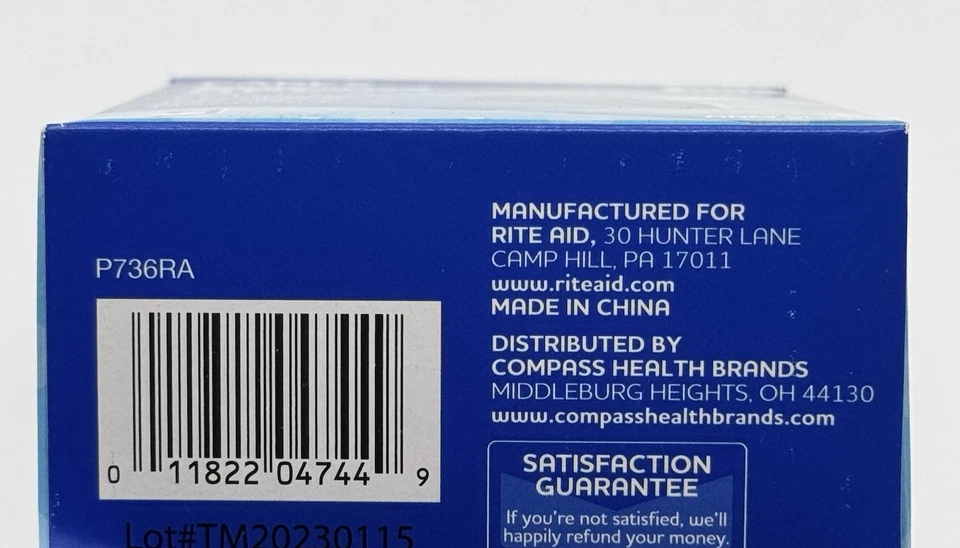 P736RA
0 11822 04744 9
Lot#TM20230115
MANUFACTURED FOR
RITE AID, 30 HUNTER LANE
CAMP HILL, PA 17011
www.riteaid.com
MADE IN CHINA
DISTRIBUTED BY
COMPASS HEALTH BRANDS
MIDDLEBURG HEIGHTS, OH 44130
www.compasshealthbrands.com
SATISFACTION
GUARANTEE
If you're not satisfied, we'll
happily refund your money.